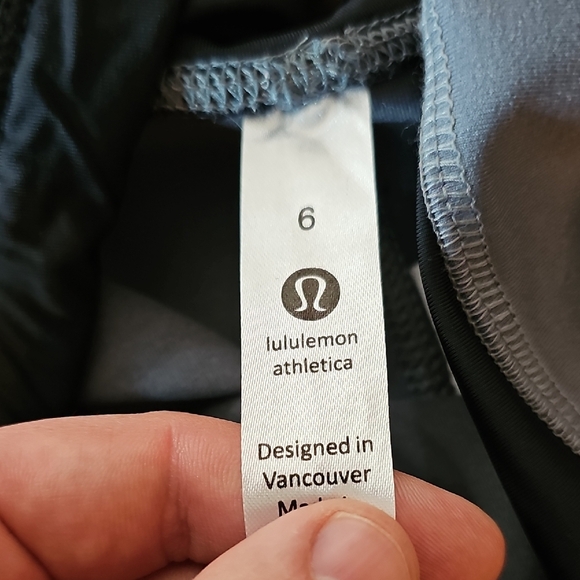 6
lululemon
athletica
Designed in
Vancouver